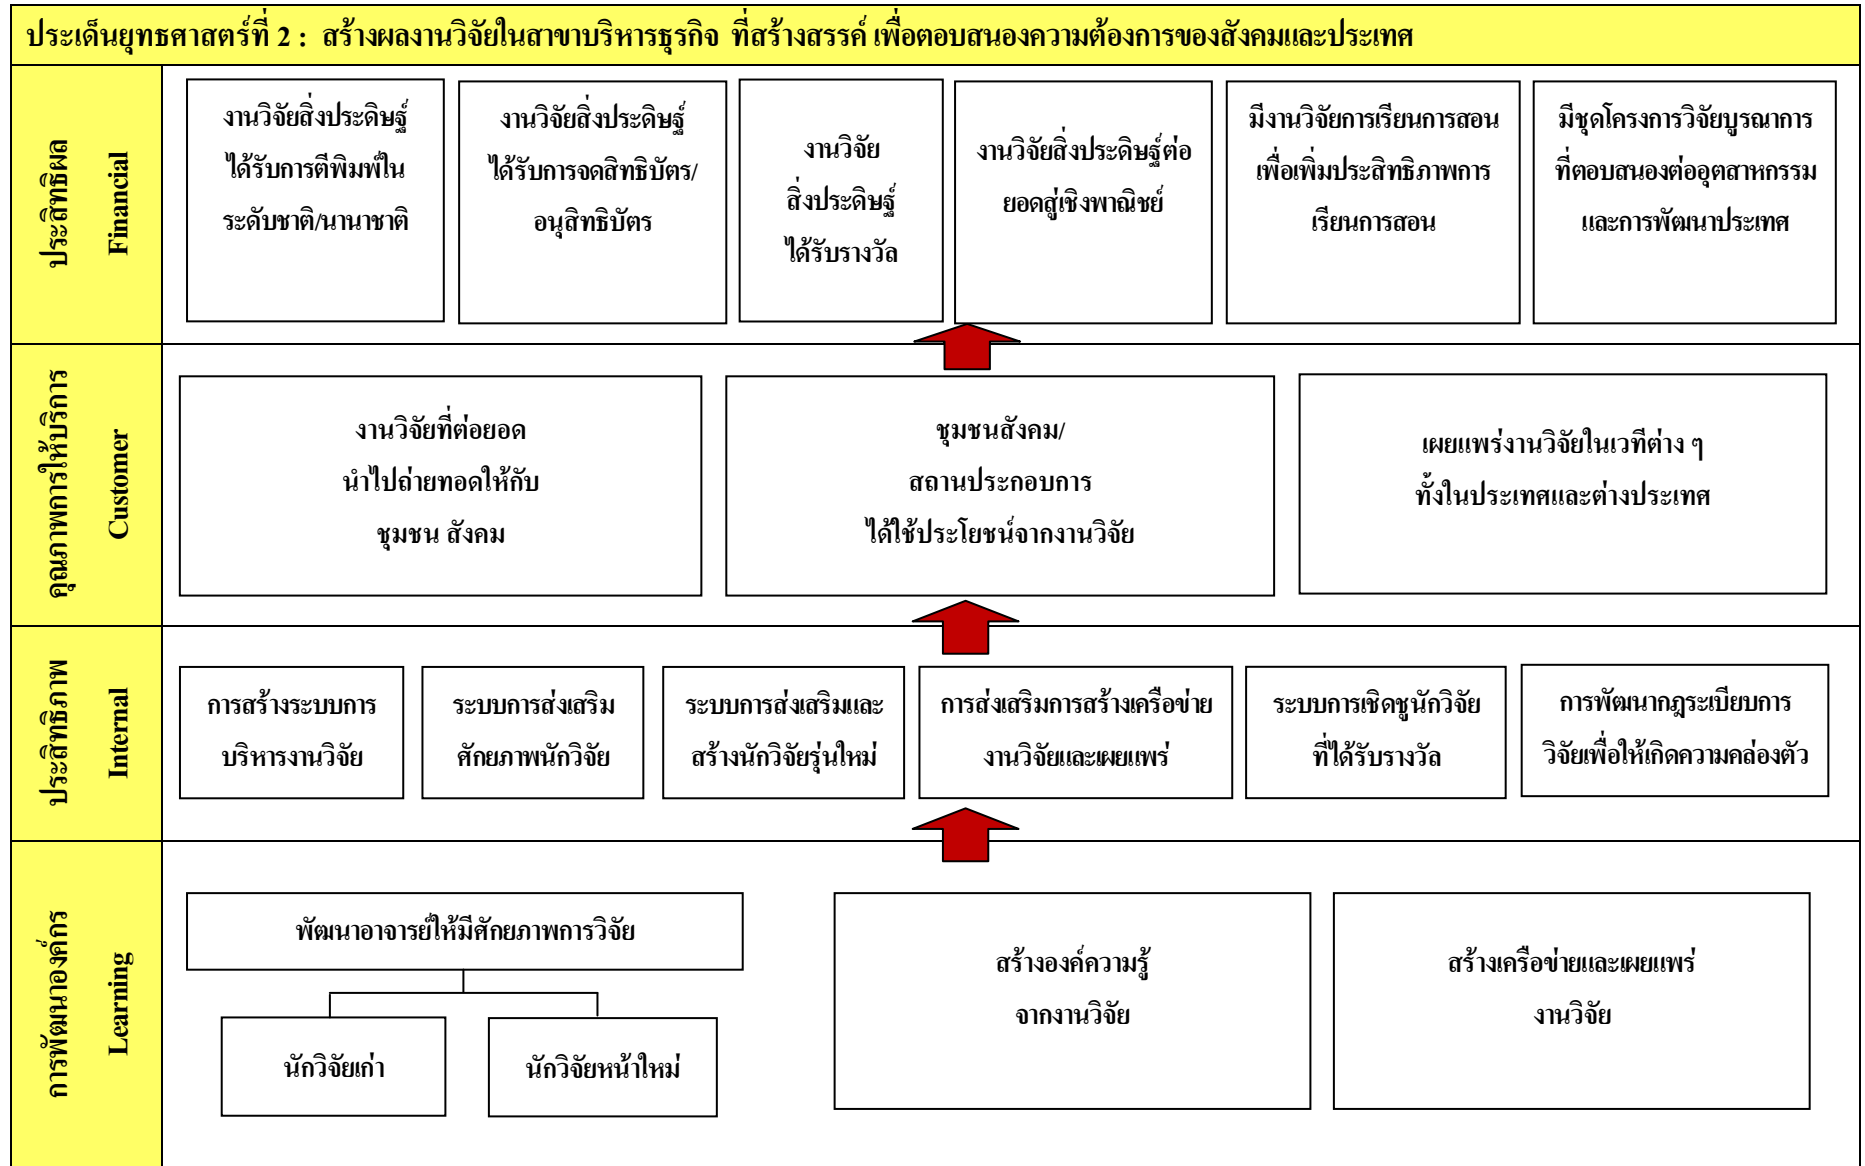 ประเด็นยุทธศาสตร์ที่ 2 : สร้างผลงานวิจัยในสาขาบริหารธุรกิจ ที่สร้างสรรค์ เพื่อตอบสนองความต้องการของสังคมและประเทศ
ประสิทธิผล
Financial
งานวิจัยสิ่งประดิษฐ์
ได้รับการตีพิมพ์ใน
ระดับชาติ/นานาชาติ
งานวิจัยสิ่งประดิษฐ์
ได้รับการจดสิทธิบัตร/
อนุสิทธิบัตร
งานวิจัย
สิ่งประดิษฐ์
ได้รับรางวัล
งานวิจัยสิ่งประดิษฐ์ต่อ
ยอดสู่เชิงพาณิชย์
มีงานวิจัยการเรียนการสอน
เพื่อเพิ่มประสิทธิภาพการ
เรียนการสอน
มีชุดโครงการวิจัยบูรณาการ
ที่ตอบสนองต่ออุตสาหกรรม
และการพัฒนาประเทศ
คุณภาพการให้บริการ
Customer
งานวิจัยที่ต่อยอด
นำไปถ่ายทอดให้กับ
ชุมชน สังคม
ชุมชนสังคม/
สถานประกอบการ
ได้ใช้ประโยชน์จากงานวิจัย
เผยแพร่งานวิจัยในเวทีต่าง ๆ
ทั้งในประเทศและต่างประเทศ
ประสิทธิภาพ
Internal
การสร้างระบบการ
บริหารงานวิจัย
ระบบการส่งเสริม
ศักยภาพนักวิจัย
ระบบการส่งเสริมและ
สร้างนักวิจัยรุ่นใหม่
การส่งเสริมการสร้างเครือข่าย
งานวิจัยและเผยแพร่
ระบบการเชิดชูนักวิจัย
ที่ได้รับรางวัล
การพัฒนากฎระเบียบการ
วิจัยเพื่อให้เกิดความคล่องตัว
การพัฒนาองค์กร
Learning
พัฒนาอาจารย์ให้มีศักยภาพการวิจัย
นักวิจัยเก่า
นักวิจัยหน้าใหม่
สร้างองค์ความรู้
จากงานวิจัย
สร้างเครือข่ายและเผยแพร่
งานวิจัย